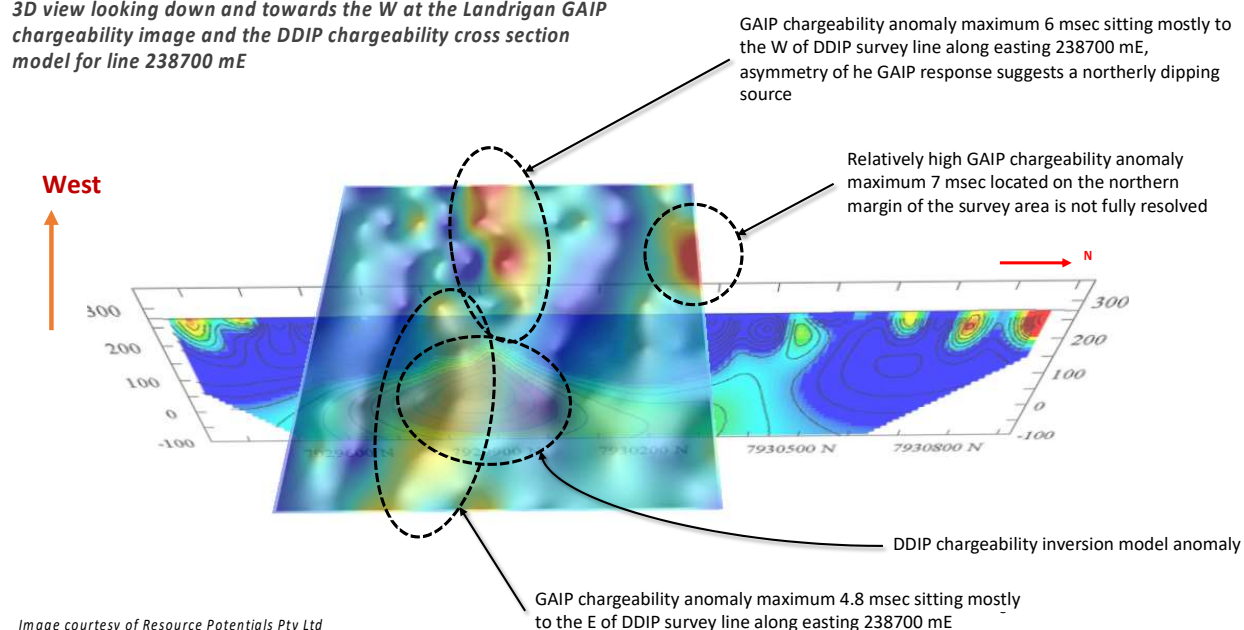 3D view looking down and towards the W at the Landrigan GAIP
chargeability image and the DDIP chargeability cross section
model for line 238700 mE
GAIP chargeability anomaly maximum 6 msec sitting mostly to
the W of DDIP survey line along easting 238700 mE,
asymmetry of he GAIP response suggests a northerly dipping
source
Relatively high GAIP chargeability anomaly
maximum 7 msec located on the northern
margin of the survey area is not fully resolved
West
N
300
200
100
0
-100
300
200
100
0
-100
7930200 N
7930500 N
7930800 N
DDIP chargeability inversion model anomaly
GAIP chargeability anomaly maximum 4.8 msec sitting mostly
to the E of DDIP survey line along easting 238700 mE
Image courtesy of Resource Potentials Pty Ltd